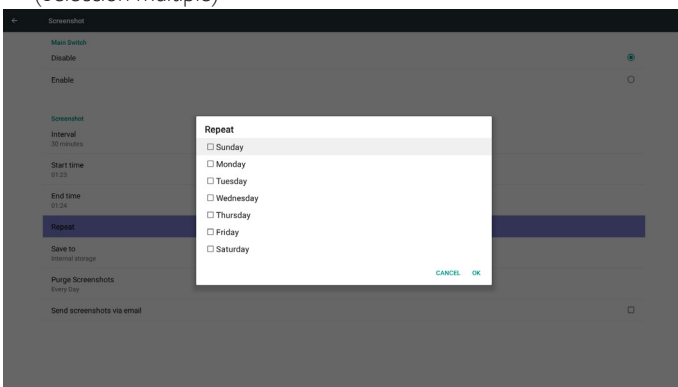 (Sélection multiple)
Screenshot
Main Switch
Disable
Enable
Screenshot
Interval
30 minutes
Start time
01:23
End time
01:24
Repeat
Save to
Internal storage
Purge Screenshots
Every Day
Send screenshots via email
Repeat
Sunday
Monday
Tuesday
Wednesday
Thursday
Friday
Saturday
CANCEL OK